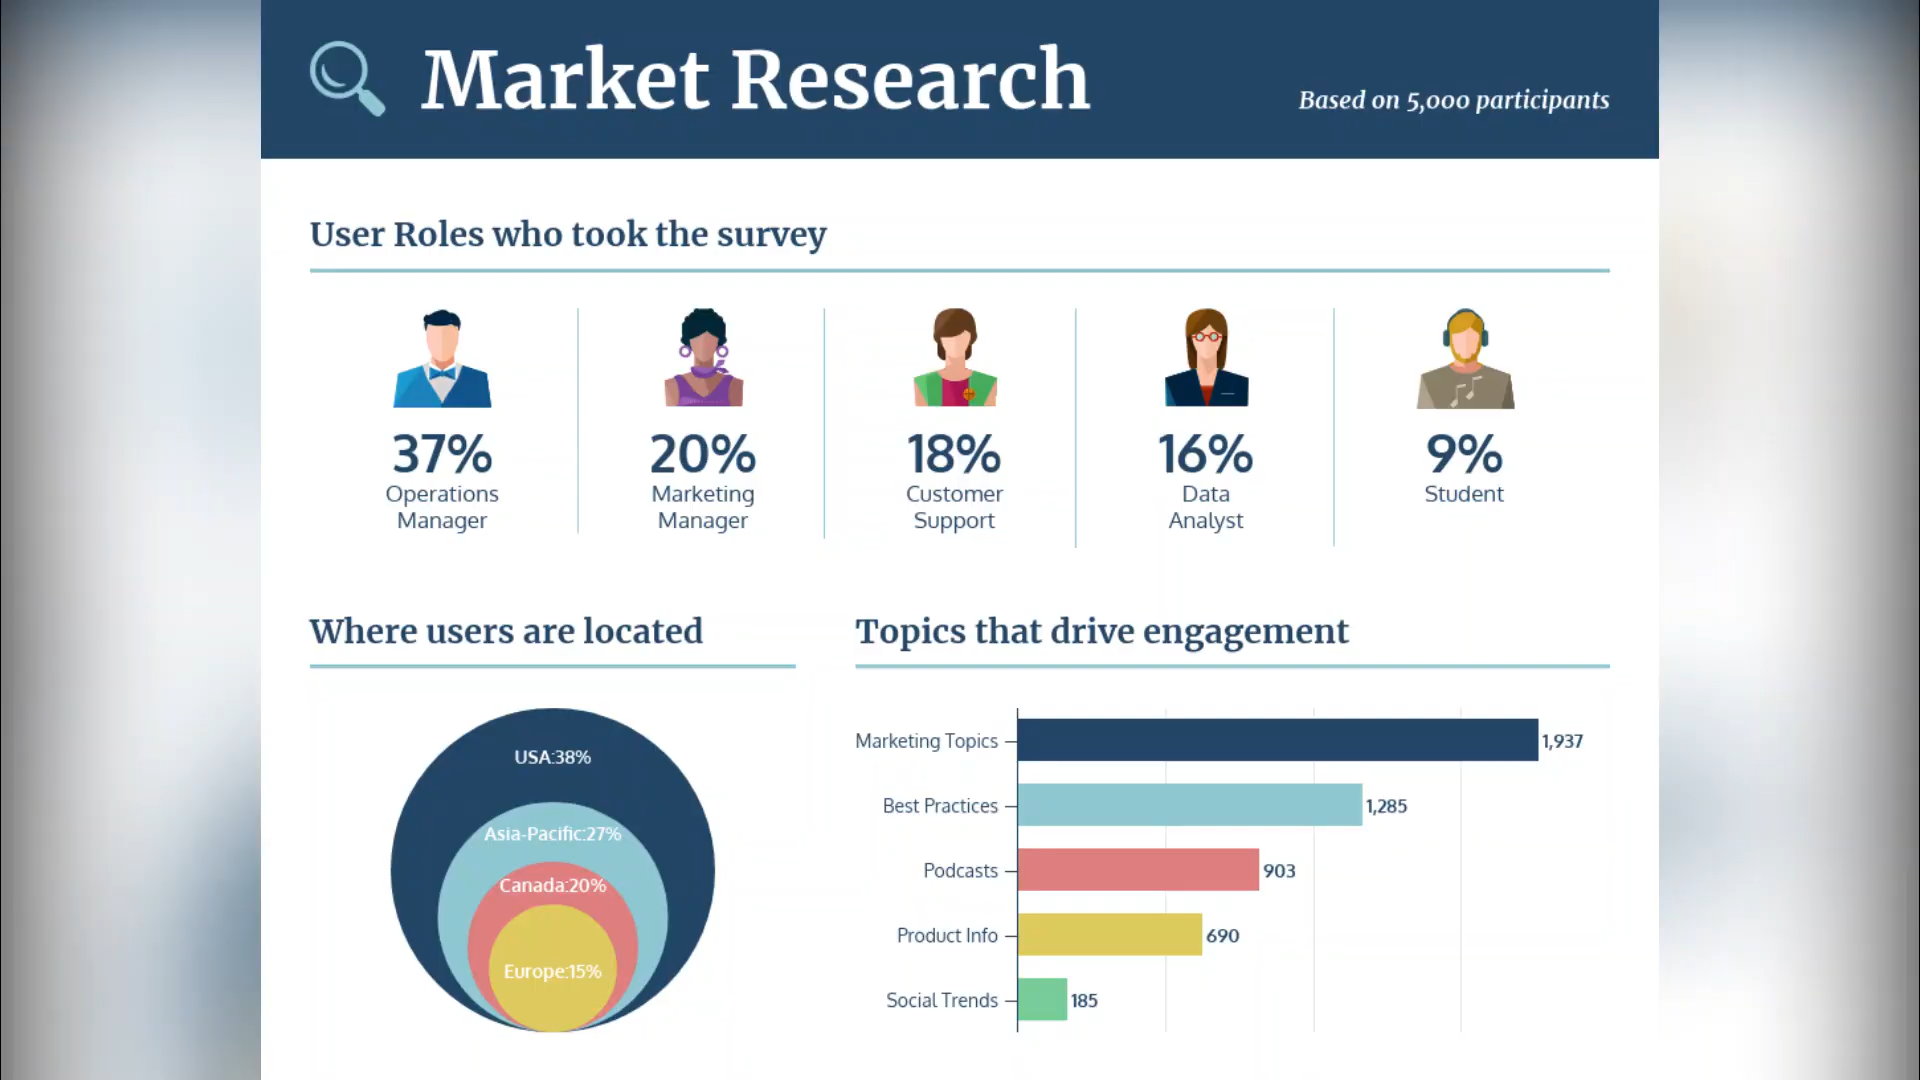 Market Research
Based on 5,000 participants
User Roles who took the survey
37%
Operations
Manager
20%
Marketing
Manager
18%
Customer
Support
16%
Data
Analyst
9%
Student
Where users are located
USA:38%
Asia-Pacific:27%
Canada:20%
Europe:15%
Topics that drive engagement
Marketing Topics 1,937
Best Practices 1,285
Podcasts 903
Product Info 690
Social Trends 185